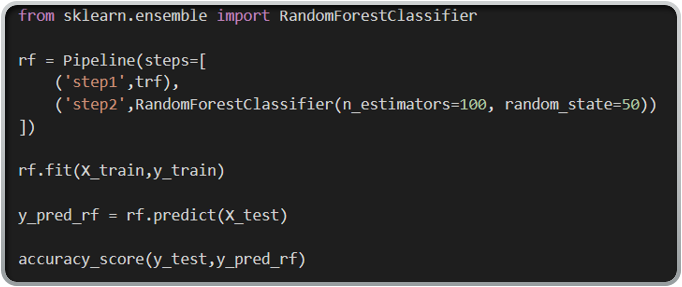 from sklearn.ensemble import RandomForestClassifier
rf = Pipeline(steps=[
    ('step1',trf),
    ('step2',RandomForestClassifier(n_estimators=100, random_state=50))
])
rf.fit(X_train,y_train)
y_pred_rf = rf.predict(X_test)
accuracy_score(y_test,y_pred_rf)